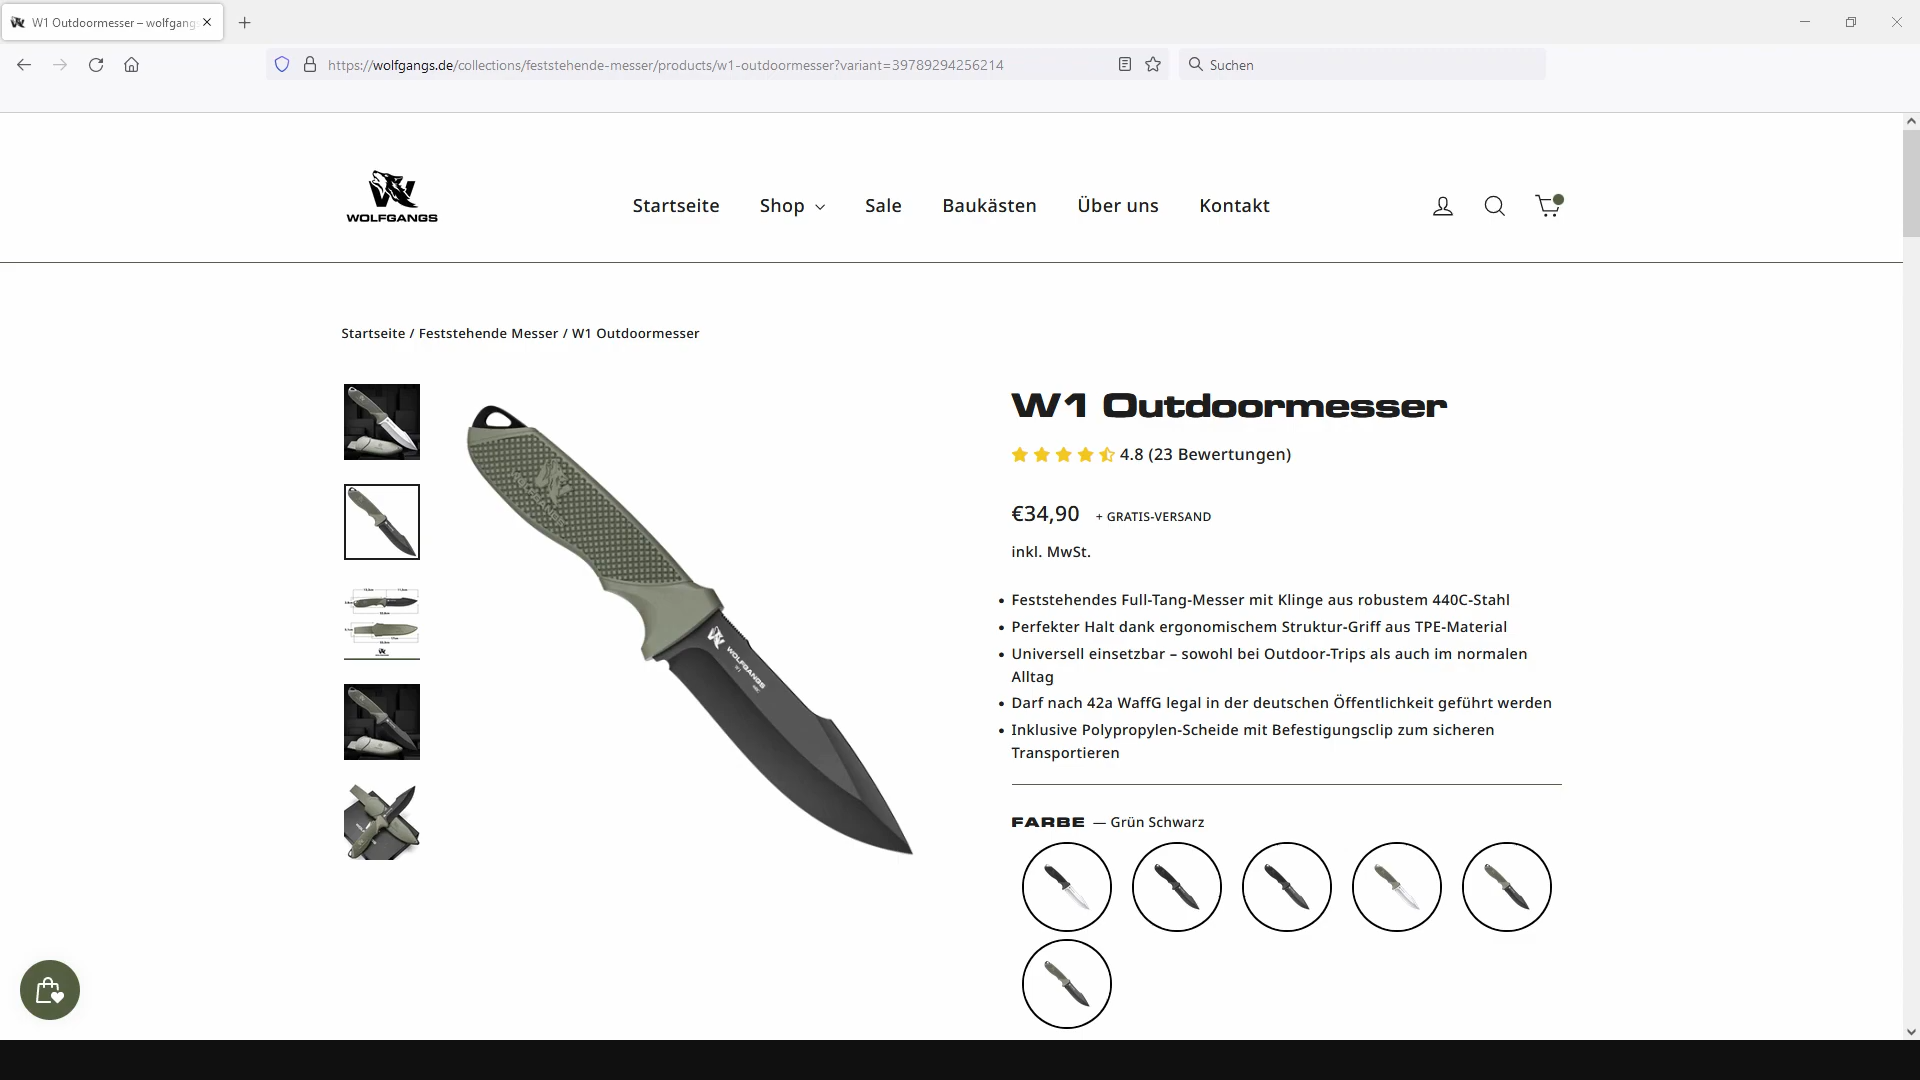 W1 Outdoormesser – wolfgang
https://wolfgangs.de/collections/feststehende-messer/products/w1-outdoormesser?variant=39789294256214
Suchen
WOLFGANGS
Startseite
Shop
Sale
Baukästen
Über uns
Kontakt
Startseite / Feststehende Messer / W1 Outdoormesser
W1 Outdoormesser
4.8 (23 Bewertungen)
€34,90 + GRATIS-VERSAND
inkl. MwSt.
• Feststehendes Full-Tang-Messer mit Klinge aus robustem 440C-Stahl
• Perfekter Halt dank ergonomischem Struktur-Griff aus TPE-Material
• Universell einsetzbar – sowohl bei Outdoor-Trips als auch im normalen
Alltag
• Darf nach 42a WaffG legal in der deutschen Öffentlichkeit geführt werden
• Inklusive Polypropylen-Scheide mit Befestigungsclip zum sicheren
Transportieren
FARBE — Grün Schwarz
WOLFGANGS
WOLFGANGS